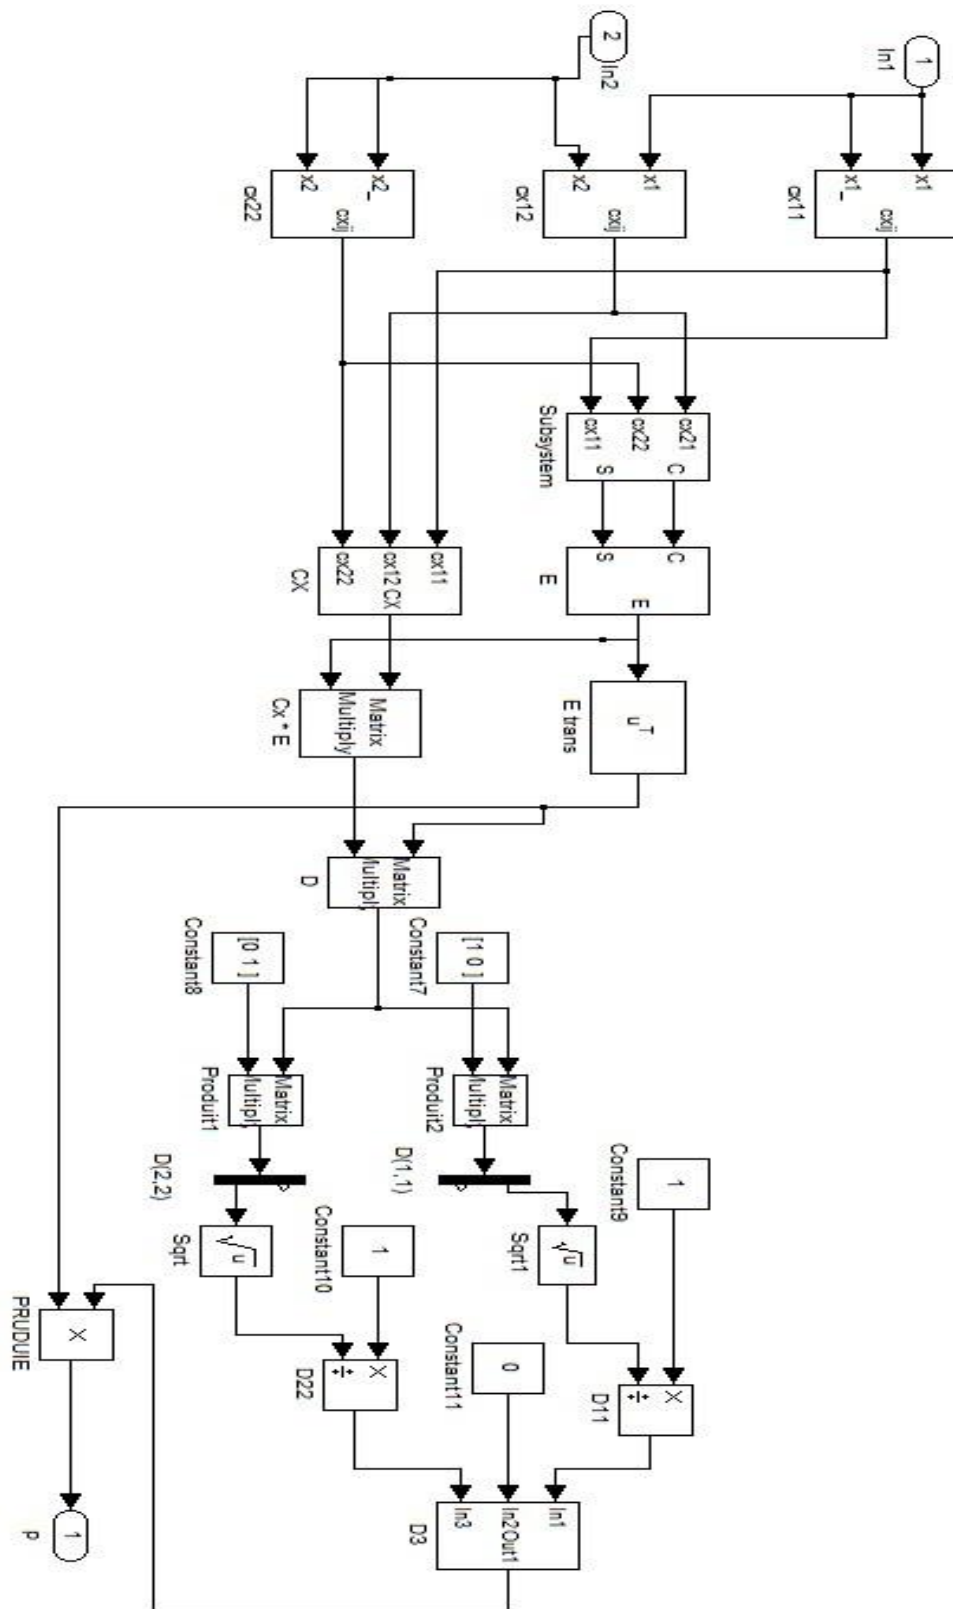 1
In1
2
In2
x1
x1_
cxij
cx11
x1
x2
cxij
cx12
x2_
x2
cxij
cx22
cx21
cx22
cx11
C
S
Subsystem
C
S
E
E
cx11
cx12
cx22
CX
CX
u^T
E trans
Matrix
Multiply
Cx * E
Matrix
Multiply
D
[1 0 ]
Constant7
[0 1 ]
Constant8
Matrix
Multiply
Produit2
Matrix
Multiply
Produit1
D(1,1)
D(2,2)
1
Constant9
√u
Sqrt1
1
Constant10
√u
Sqrt
×
÷
D11
0
Constant11
×
÷
D22
In1
In2
In3
Out1
D3
X
PRUDUIE
1
p